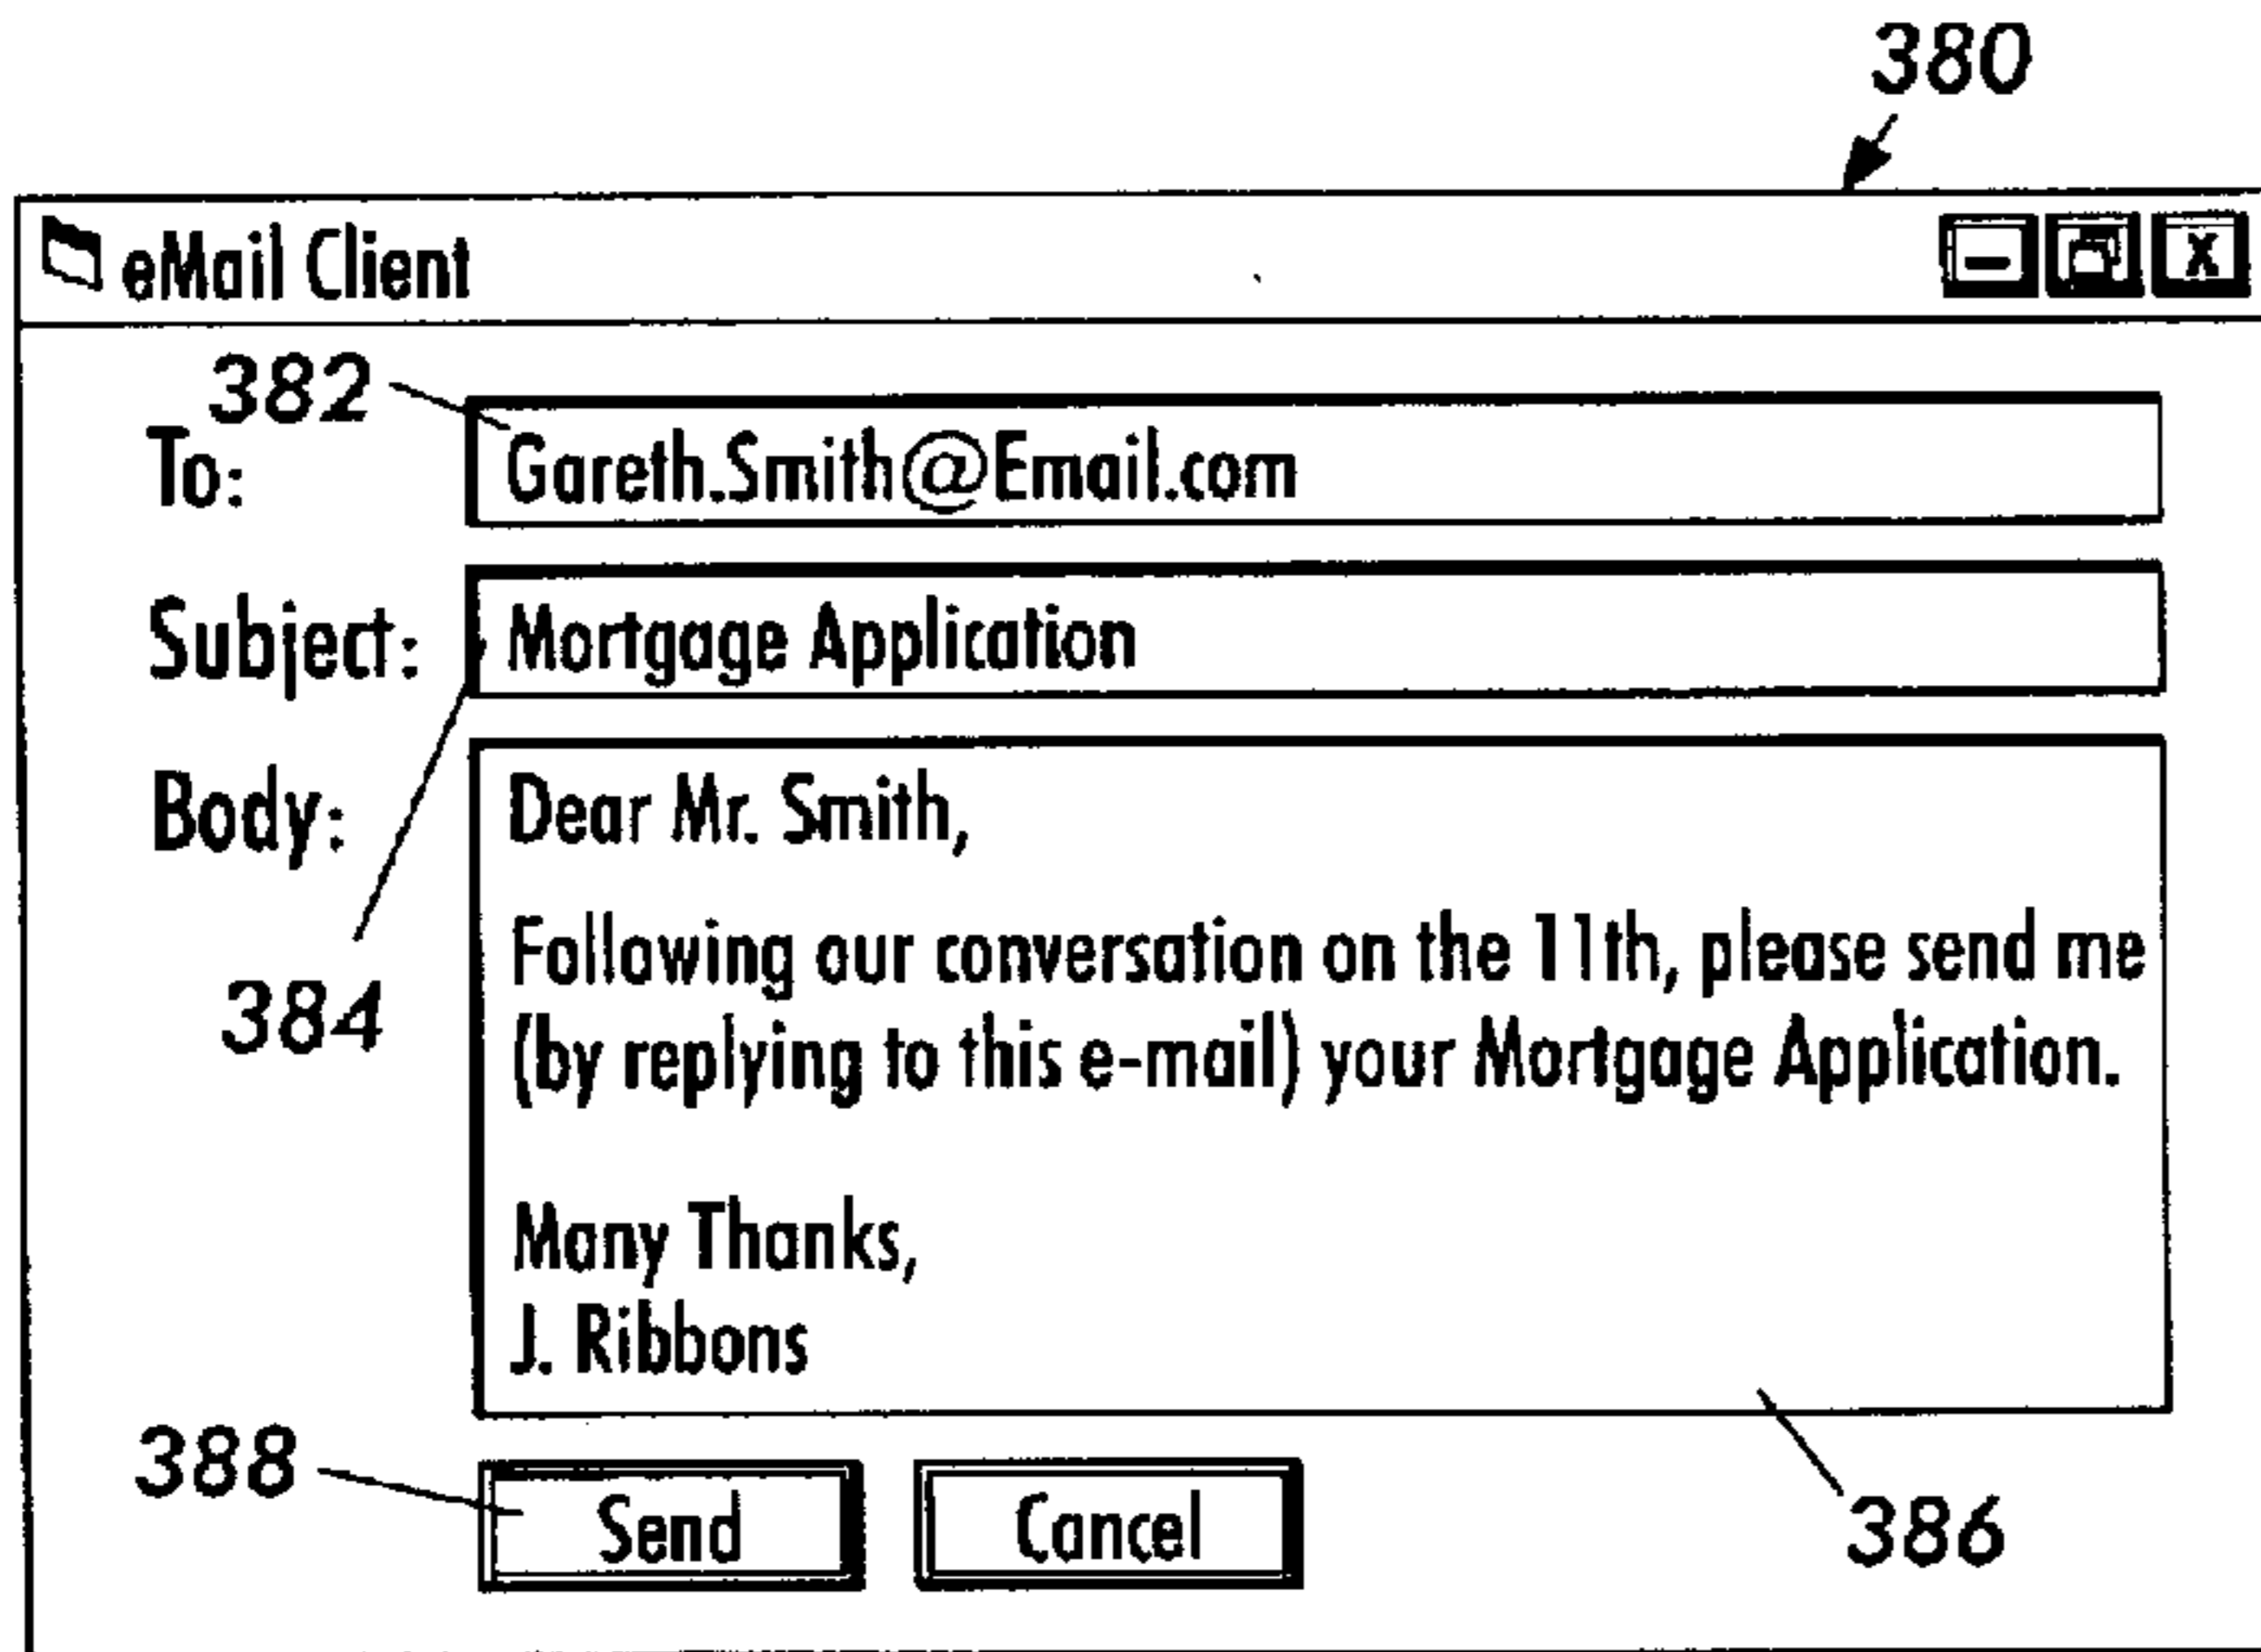 380
eMail Client
382
To: Gareth.Smith@Email.com
Subject: Mortgage Application
Body: Dear Mr. Smith,
Following our conversation on the 11th, please send me
384
(by replying to this e-mail) your Mortgage Application.
Many Thanks,
J. Ribbons
388
Send Cancel
386